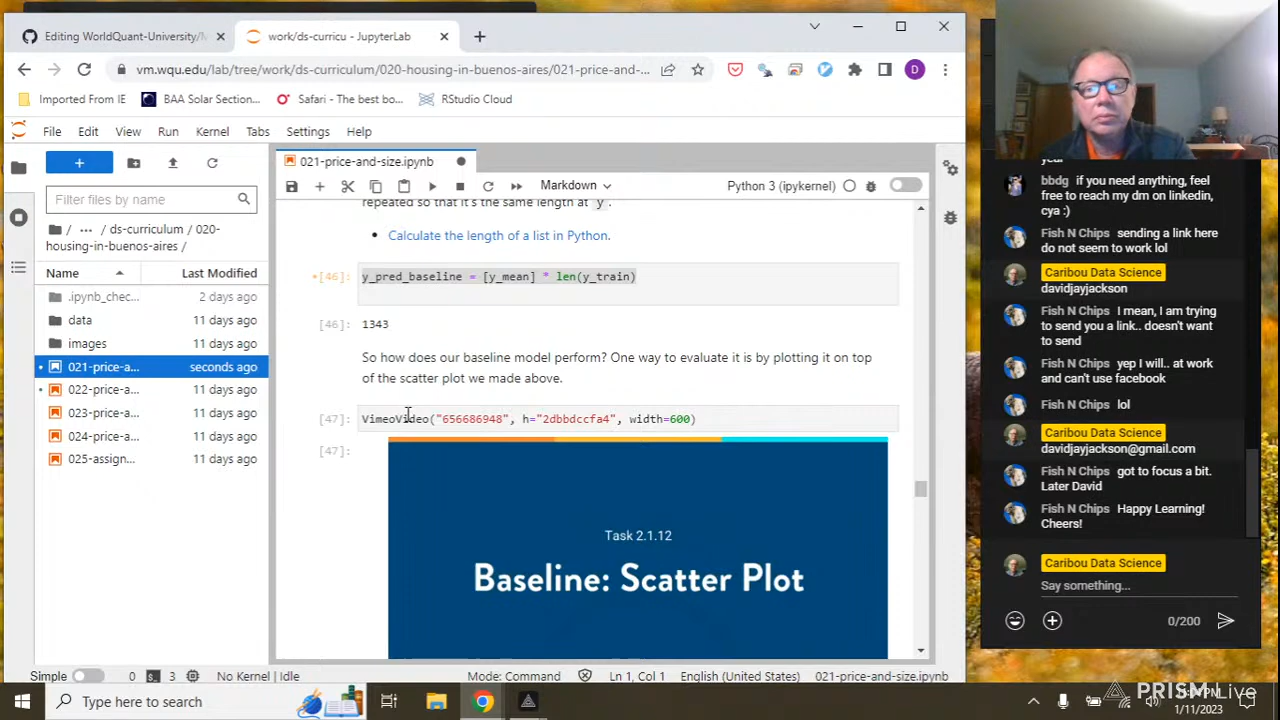 Editing WorldQuant-University/M
work/ds-curricu - JupyterLab
vm.wqu.edu/lab/tree/work/ds-curriculum/020-housing-in-buenos-aires/021-price-and-...
D
Imported From IE
BAA Solar Section...
Safari - The best bo...
RStudio Cloud
File Edit View Run Kernel Tabs Settings Help
+
Filter files by name
/ ... / ds-curriculum / 020-
housing-in-buenos-aires /
Name Last Modified
.ipynb_chec... 2 days ago
data 11 days ago
images 11 days ago
021-price-a... seconds ago
022-price-a... 11 days ago
023-price-a... 11 days ago
024-price-a... 11 days ago
025-assign... 11 days ago
021-price-and-size.ipynb
Markdown
Python 3 (ipykernel)
repeated so that it's the same length at y .
• Calculate the length of a list in Python.
*[46]: y_pred_baseline = [y_mean] * len(y_train)
[46]: 1343
So how does our baseline model perform? One way to evaluate it is by plotting it on top
of the scatter plot we made above.
[47]: VimeoVideo("656686948", h="2dbbdccfa4", width=600)
[47]:
Task 2.1.12
Baseline: Scatter Plot
Simple 0 3 No Kernel | Idle Mode: Command Ln 1, Col 1 English (United States) 021-price-and-size.ipynb
year
bbdg if you need anything, feel
free to reach my dm on linkedin,
cya :)
Fish N Chips sending a link here
do not seem to work lol
Caribou Data Science
davidjayjackson
Fish N Chips I mean, I am trying
to send you a link.. doesn't want
to send
Fish N Chips yep I will.. at work
and can't use facebook
Fish N Chips lol
Caribou Data Science
davidjayjackson@gmail.com
Fish N Chips got to focus a bit.
Later David
Fish N Chips Happy Learning!
Cheers!
Caribou Data Science
Say something...
0/200
Type here to search
PRISM Live
1/11/2023